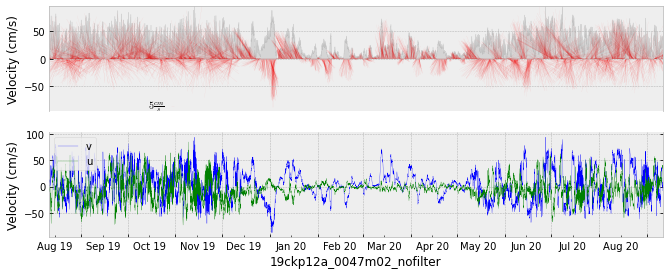 Velocity (cm/s)
50
0
−50
5 cm/s
Velocity (cm/s)
100
50
0
−50
v
u
Aug 19 Sep 19 Oct 19 Nov 19 Dec 19 Jan 20 Feb 20 Mar 20 Apr 20 May 20 Jun 20 Jul 20 Aug 20
19ckp12a_0047m02_nofilter